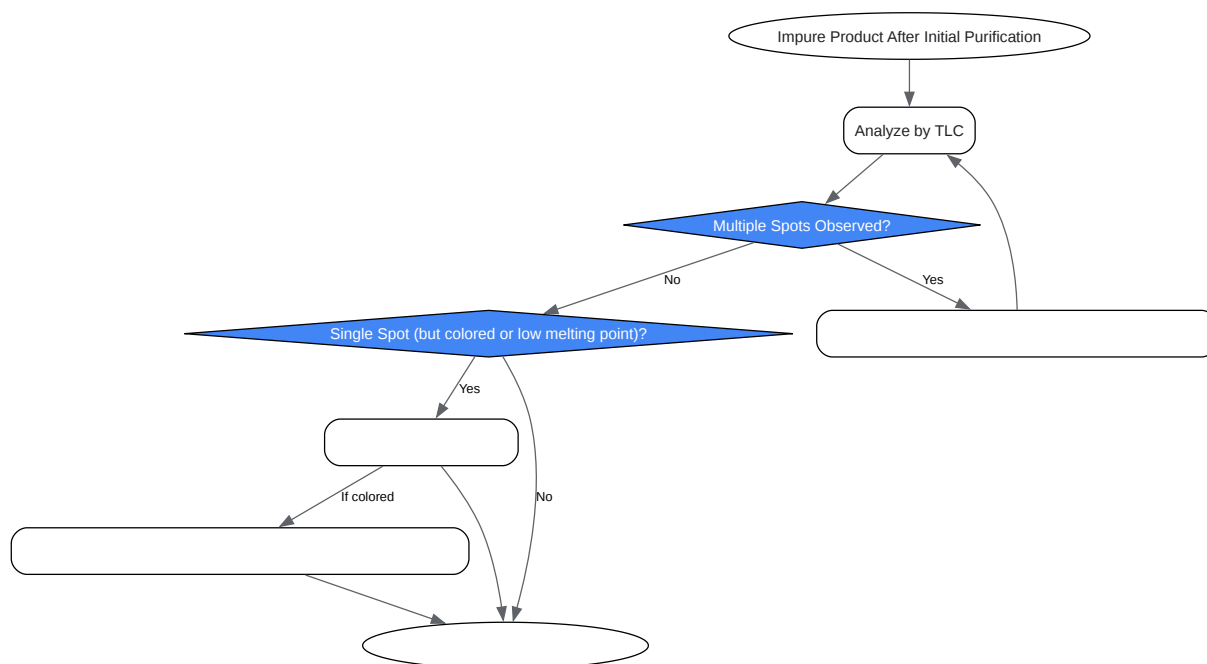 Impure Product After Initial Purification
Analyze by TLC
Multiple Spots Observed?
No
Yes
Single Spot (but colored or low melting point)?
Yes
If colored
No